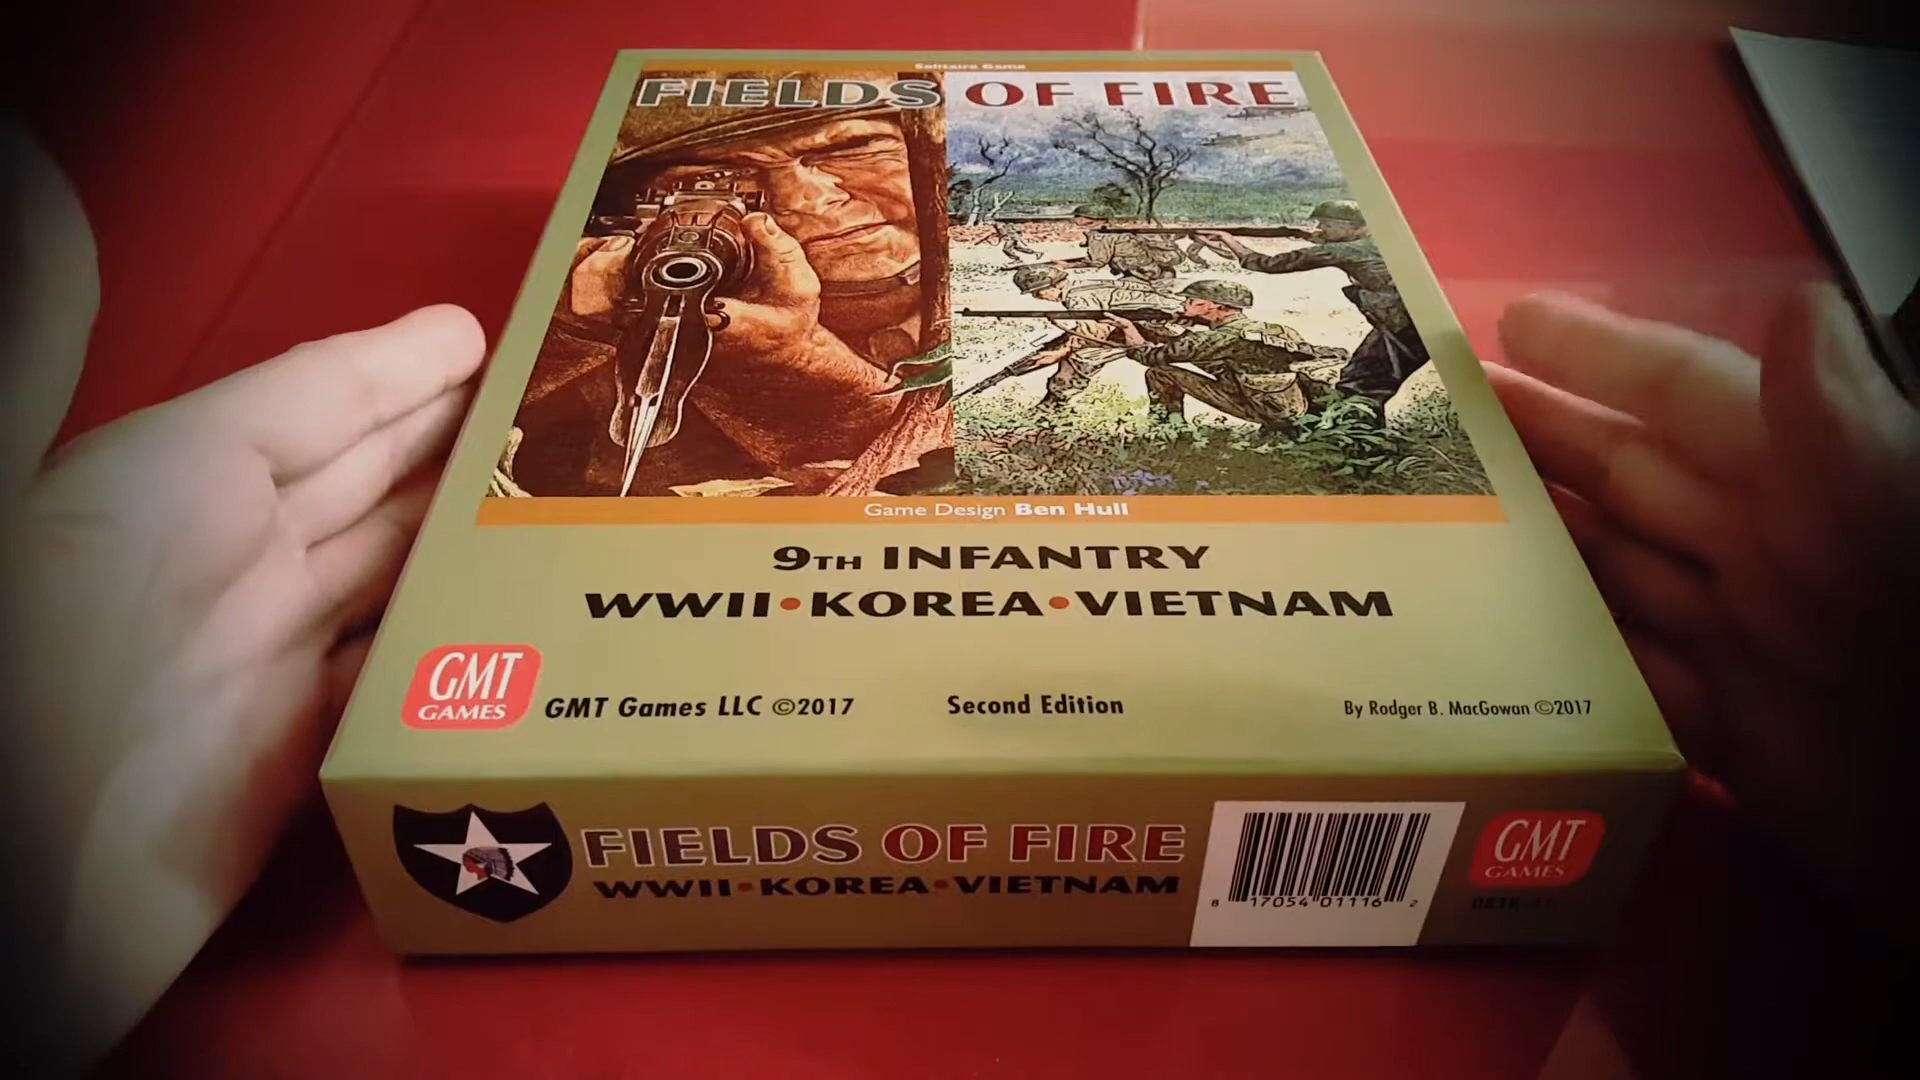 Solitaire Game
FIELDS OF FIRE
Game Design Ben Hull
9TH INFANTRY
WWII•KOREA•VIETNAM
GMT
GAMES
GMT Games LLC ©2017
Second Edition
By Rodger B. MacGowan ©2017
FIELDS OF FIRE
WWII•KOREA•VIETNAM
8 17054 01116 2
GMT
GAMES